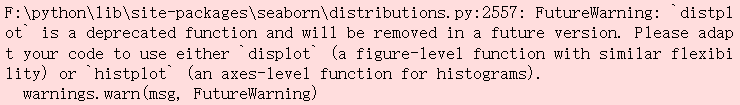 F:\python\lib\site-packages\seaborn\distributions.py:2557: FutureWarning: `distpl
ot` is a deprecated function and will be removed in a future version. Please adap
t your code to use either `displot` (a figure-level function with similar flexibi
lity) or `histplot` (an axes-level function for histograms).
  warnings.warn(msg, FutureWarning)